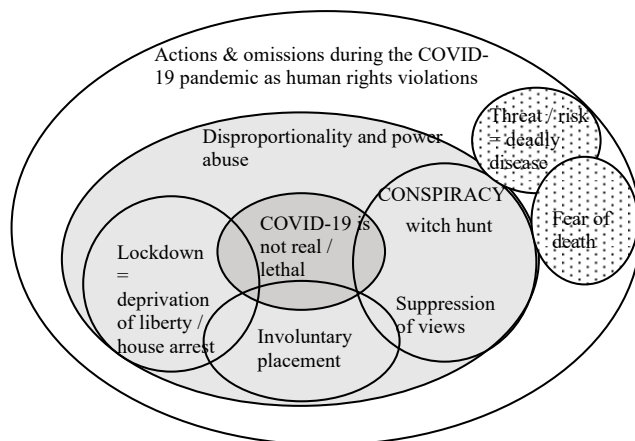 Actions & omissions during the COVID-
19 pandemic as human rights violations
Threat / risk
= deadly
disease
Disproportionality and power
abuse
CONSPIRACY
witch hunt
COVID-19 is
not real /
lethal
Fear of
death
Lockdown
=
deprivation
of liberty /
house arrest
Suppression
of views
Involuntary
placement